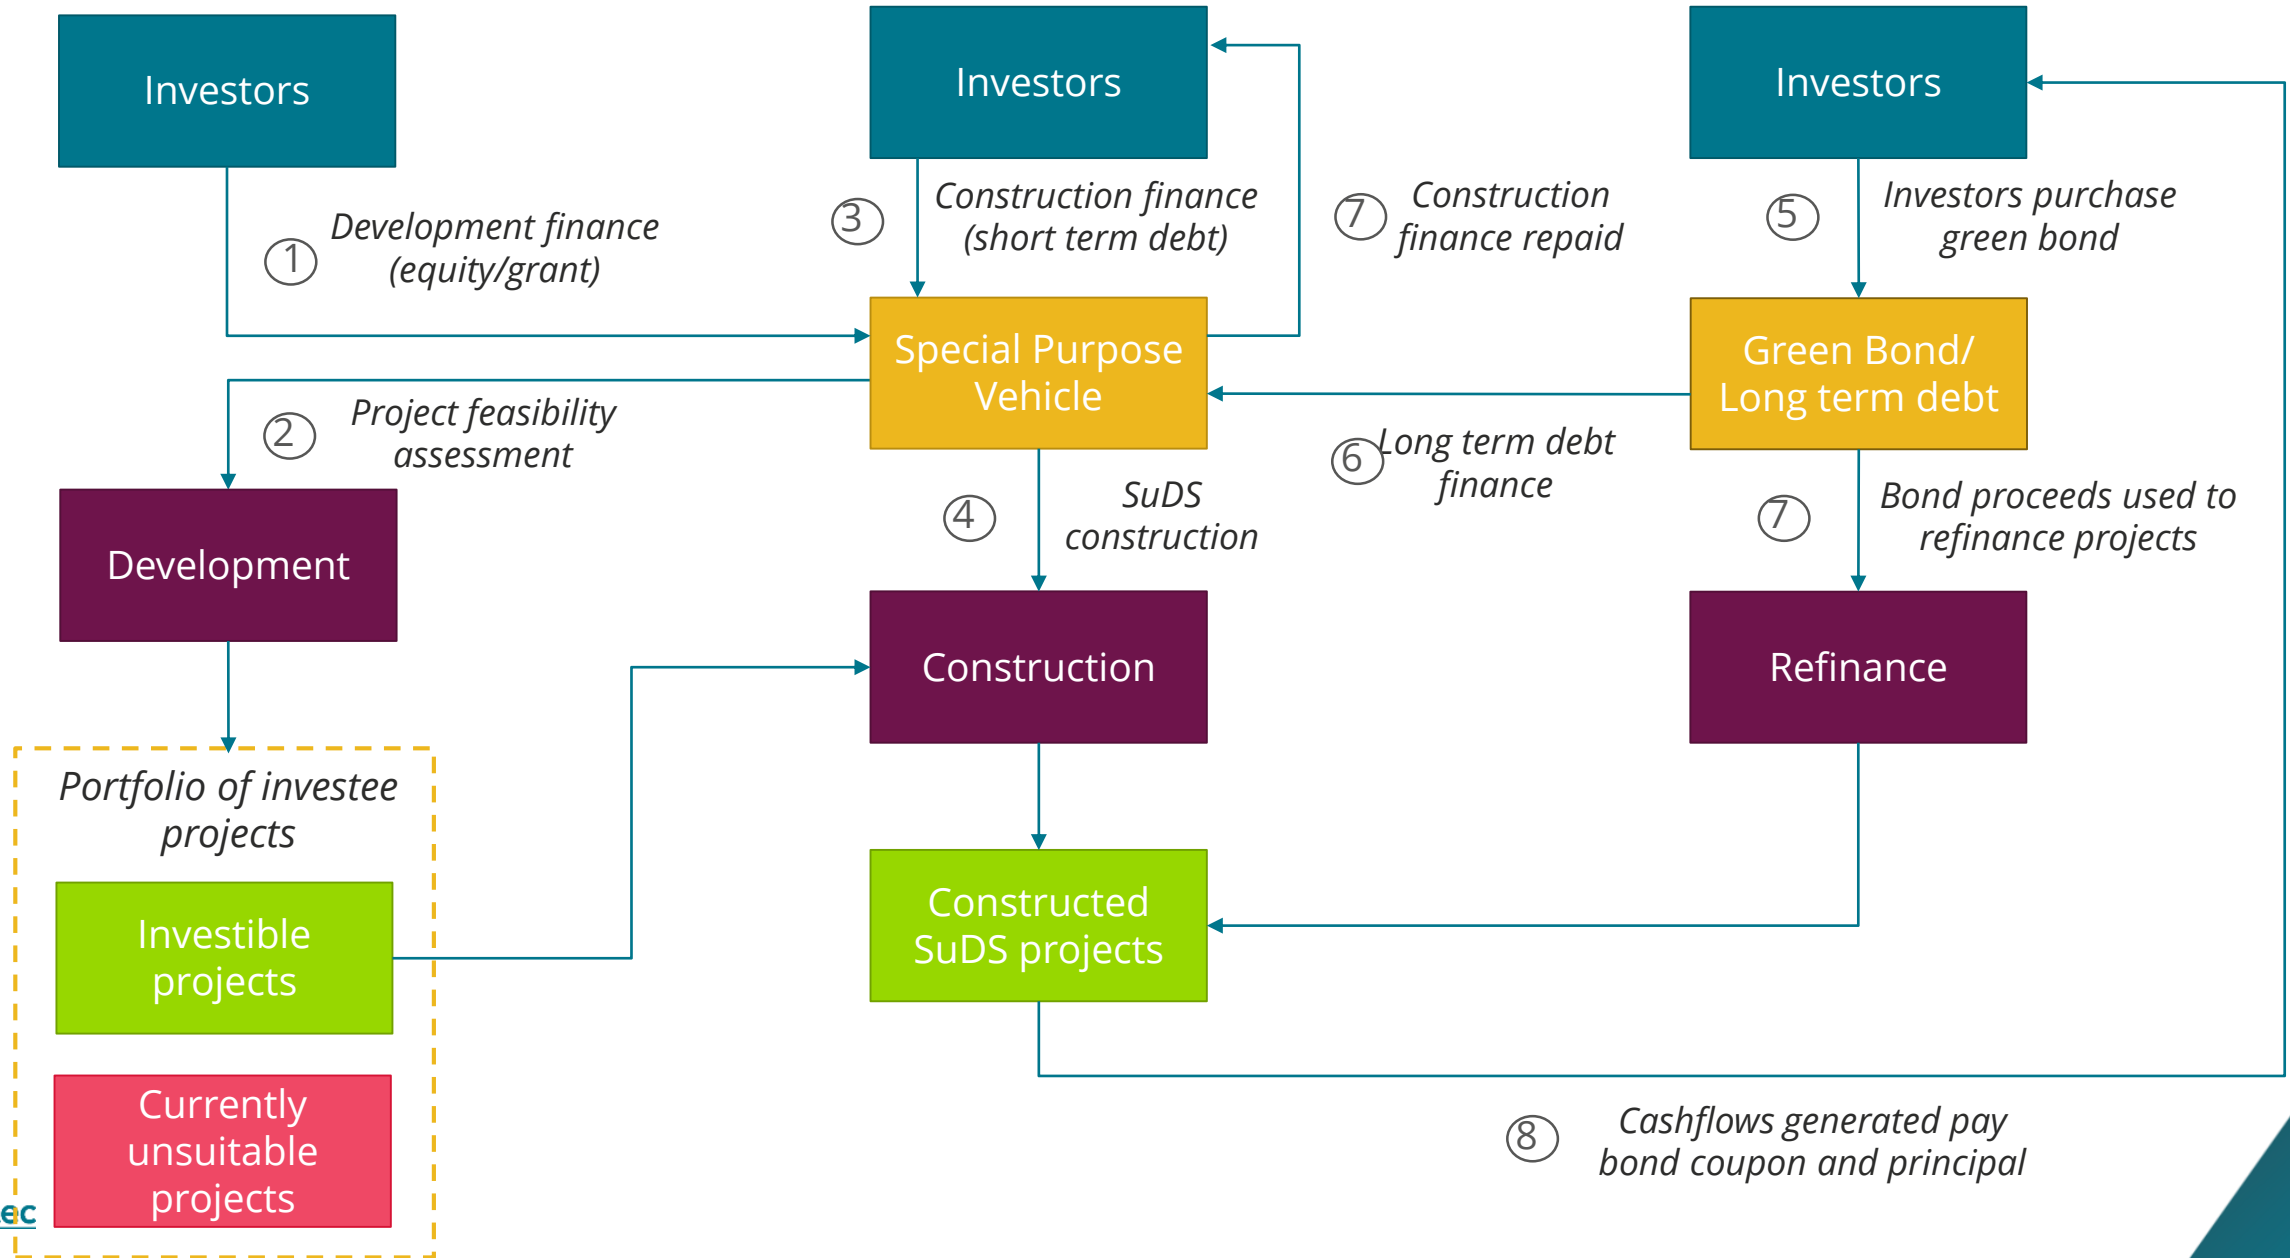 Investors
Investors
Investors
1
Development finance
(equity/grant)
3
Construction finance
(short term debt)
7
Construction
finance repaid
5
Investors purchase
green bond
Special Purpose
Vehicle
Green Bond/
Long term debt
2
Project feasibility
assessment
6
Long term debt
finance
4
SuDS
construction
7
Bond proceeds used to
refinance projects
Development
Construction
Refinance
Portfolio of investee
projects
Investible
projects
Constructed
SuDS projects
Currently
unsuitable
projects
8
Cashflows generated pay
bond coupon and principal